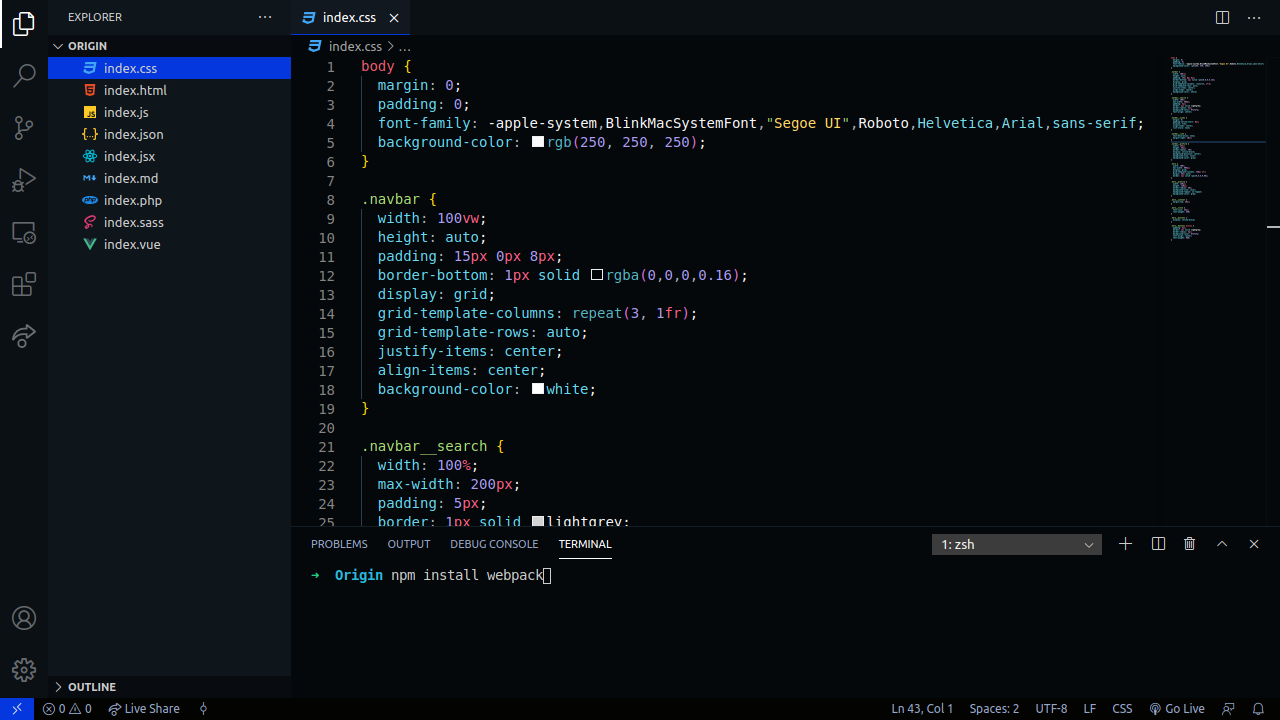 EXPLORER
ORIGIN
index.css
index.html
JS index.js
{..} index.json
index.jsx
index.md
php index.php
index.sass
index.vue
OUTLINE
index.css
index.css > ...
1 body {
2 margin: 0;
3 padding: 0;
4 font-family: -apple-system,BlinkMacSystemFont,"Segoe UI",Roboto,Helvetica,Arial,sans-serif;
5 background-color: rgb(250, 250, 250);
6 }
7
8 .navbar {
9 width: 100vw;
10 height: auto;
11 padding: 15px 0px 8px;
12 border-bottom: 1px solid rgba(0,0,0,0.16);
13 display: grid;
14 grid-template-columns: repeat(3, 1fr);
15 grid-template-rows: auto;
16 justify-items: center;
17 align-items: center;
18 background-color: white;
19 }
20
21 .navbar__search {
22 width: 100%;
23 max-width: 200px;
24 padding: 5px;
25 border: 1px solid lightgrey;
PROBLEMS OUTPUT DEBUG CONSOLE TERMINAL 1: zsh
➜ Origin npm install webpack
0 0 Live Share Ln 43, Col 1 Spaces: 2 UTF-8 LF CSS Go Live